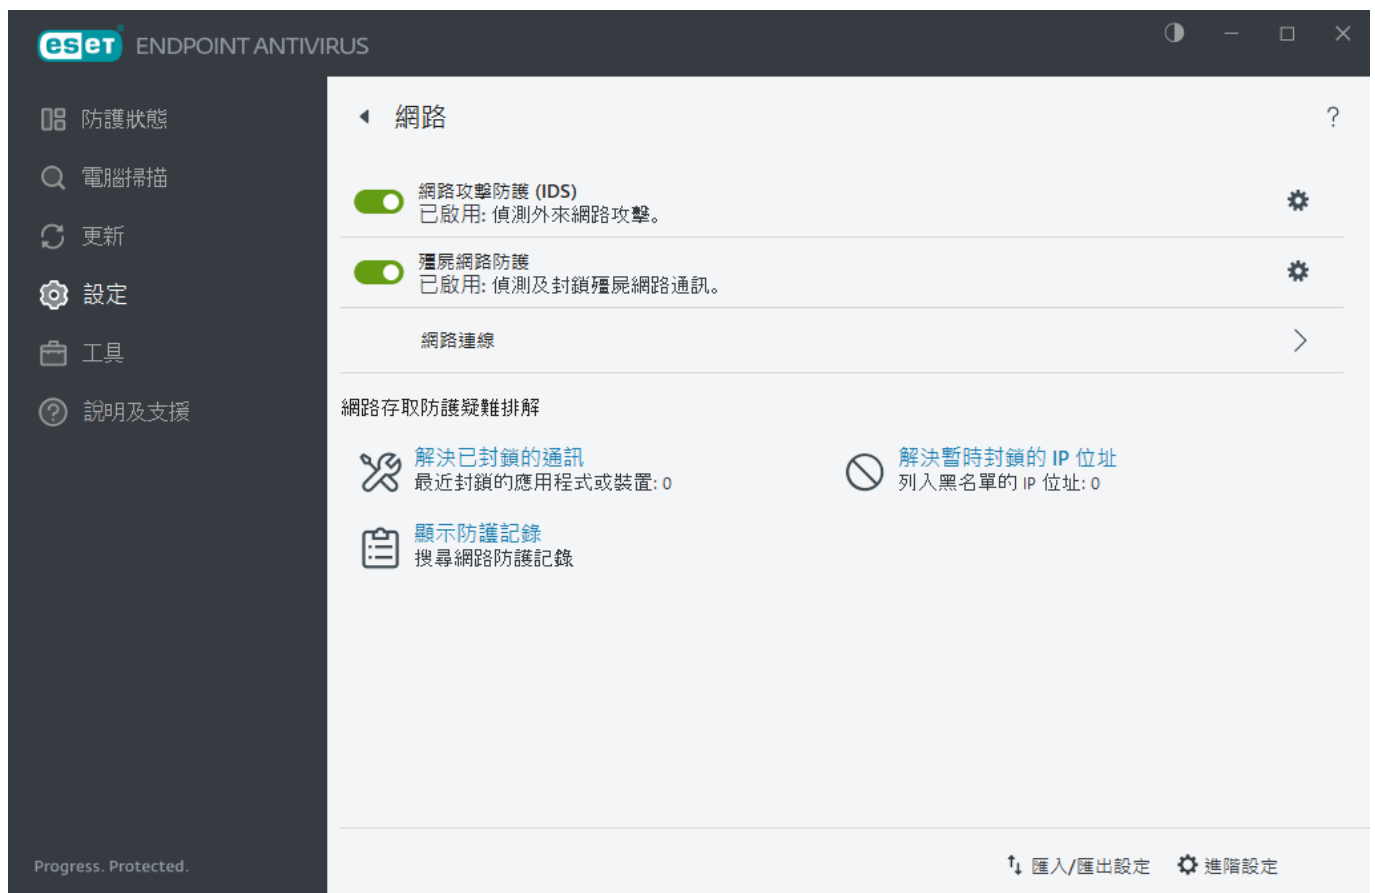 eset ENDPOINT ANTIVIRUS
防護狀態
電腦掃描
更新
設定
工具
說明及支援
Progress. Protected.
網路
?
網路攻擊防護 (IDS)
已啟用: 偵測外來網路攻擊。
殭屍網路防護
已啟用: 偵測及封鎖殭屍網路通訊。
網路連線
網路存取防護疑難排解
解決已封鎖的通訊
最近封鎖的應用程式或裝置: 0
解決暫時封鎖的 IP 位址
列入黑名單的 IP 位址: 0
顯示防護記錄
搜尋網路防護記錄
匯入/匯出設定
進階設定